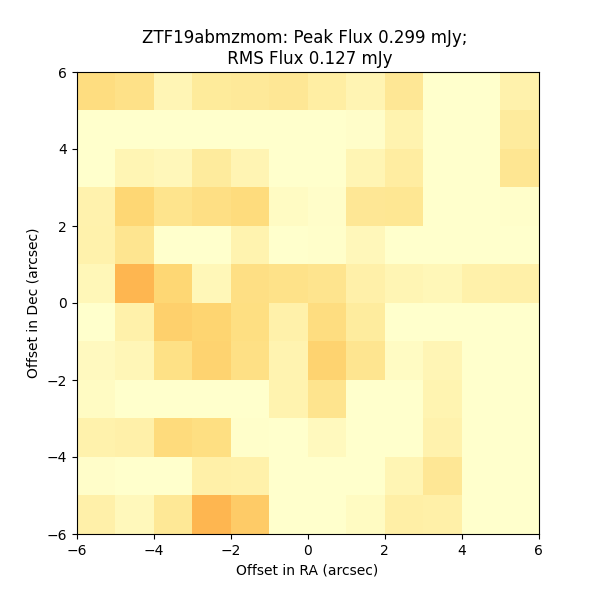 ZTF19abmzmom: Peak Flux 0.299 mJy;
RMS Flux 0.127 mJy
6
4
2
0
−2
−4
−6
Offset in Dec (arcsec)
−6 −4 −2 0 2 4 6
Offset in RA (arcsec)